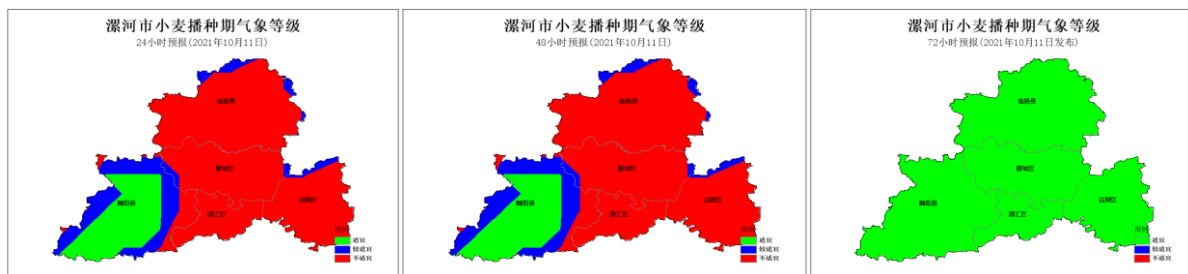 漯河市小麦播种期气象等级
24小时预报(2021年10月11日)
临颍县
郾城区
舞阳县
源汇区
召陵区
图例
适宜
较适宜
不适宜
漯河市小麦播种期气象等级
48小时预报(2021年10月11日)
临颍县
郾城区
舞阳县
源汇区
召陵区
图例
适宜
较适宜
不适宜
漯河市小麦播种期气象等级
72小时预报(2021年10月11日发布)
临颍县
郾城区
舞阳县
源汇区
召陵区
图例
适宜
较适宜
不适宜